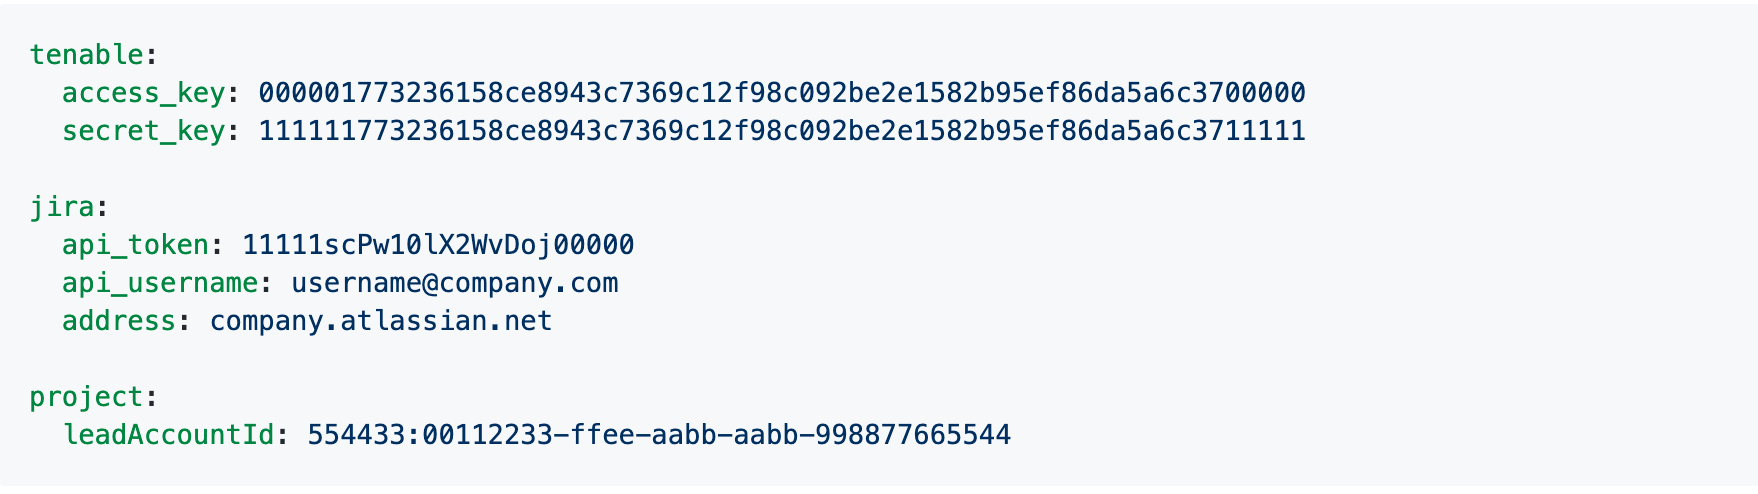 tenable:
  access_key: 000001773236158ce8943c7369c12f98c092be2e1582b95ef86da5a6c3700000
  secret_key: 111111773236158ce8943c7369c12f98c092be2e1582b95ef86da5a6c3711111

jira:
  api_token: 11111scPw10lX2WvDoj00000
  api_username: username@company.com
  address: company.atlassian.net

project:
  leadAccountId: 554433:00112233-ffee-aabb-aabb-998877665544